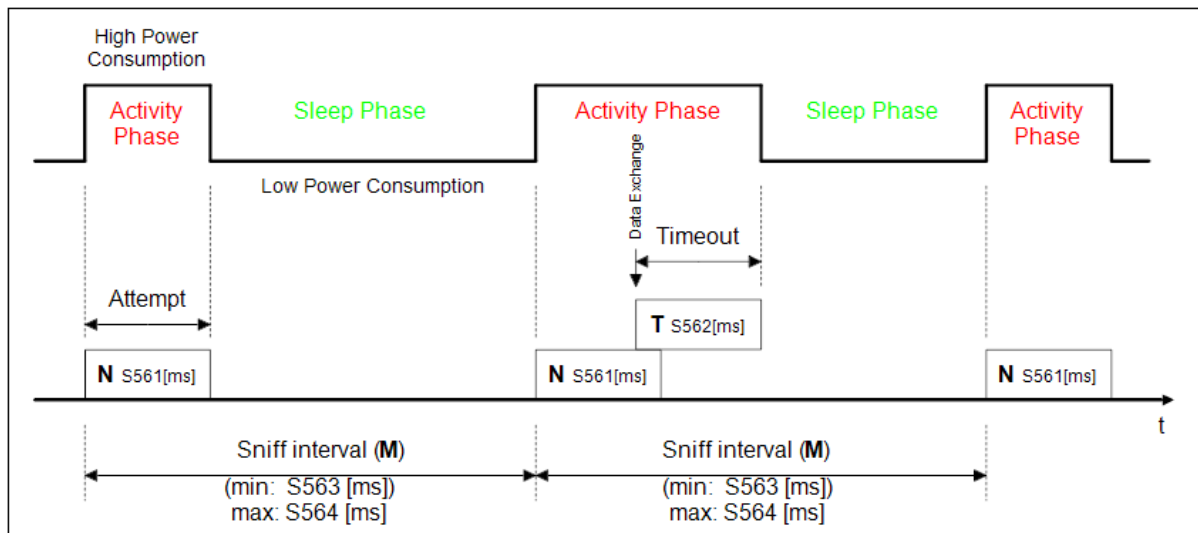 High Power
Consumption
Activity
Phase
Sleep Phase
Activity Phase
Sleep Phase
Activity
Phase
Low Power Consumption
Data Exchange
Timeout
Attempt
T S562[ms]
N S561[ms]
N S561[ms]
N S561[ms]
t
Sniff interval (M)
(min: S563 [ms])
max: S564 [ms]
Sniff interval (M)
(min: S563 [ms])
max: S564 [ms]